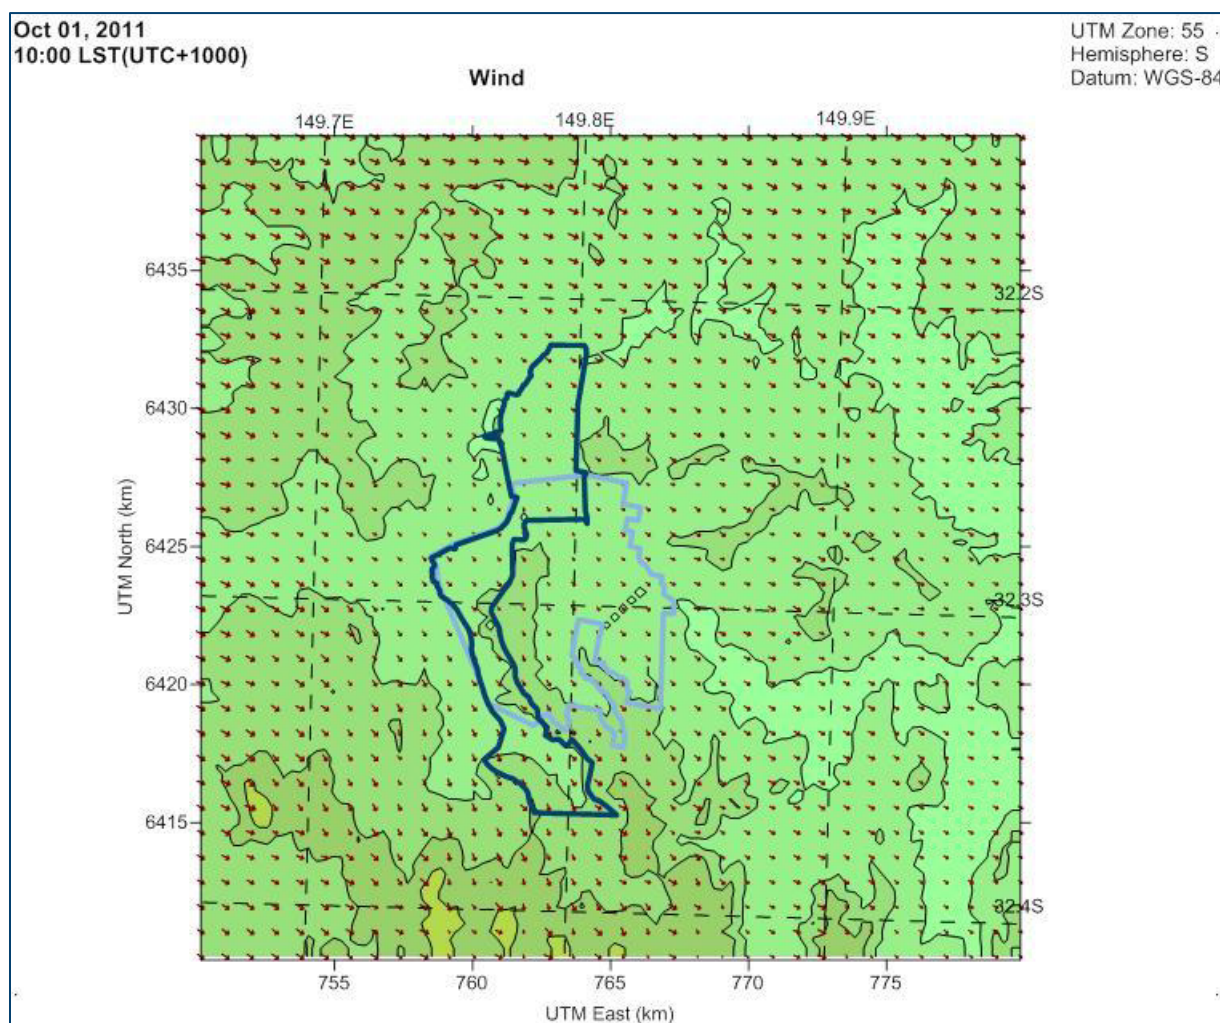 Oct 01, 2011
10:00 LST(UTC+1000)
UTM Zone: 55
Hemisphere: S
Datum: WGS-84
Wind
149.7E 149.8E 149.9E
6435
32.2S
6430
6425
32.3S
6420
6415
32.4S
UTM North (km)
755 760 765 770 775
UTM East (km)